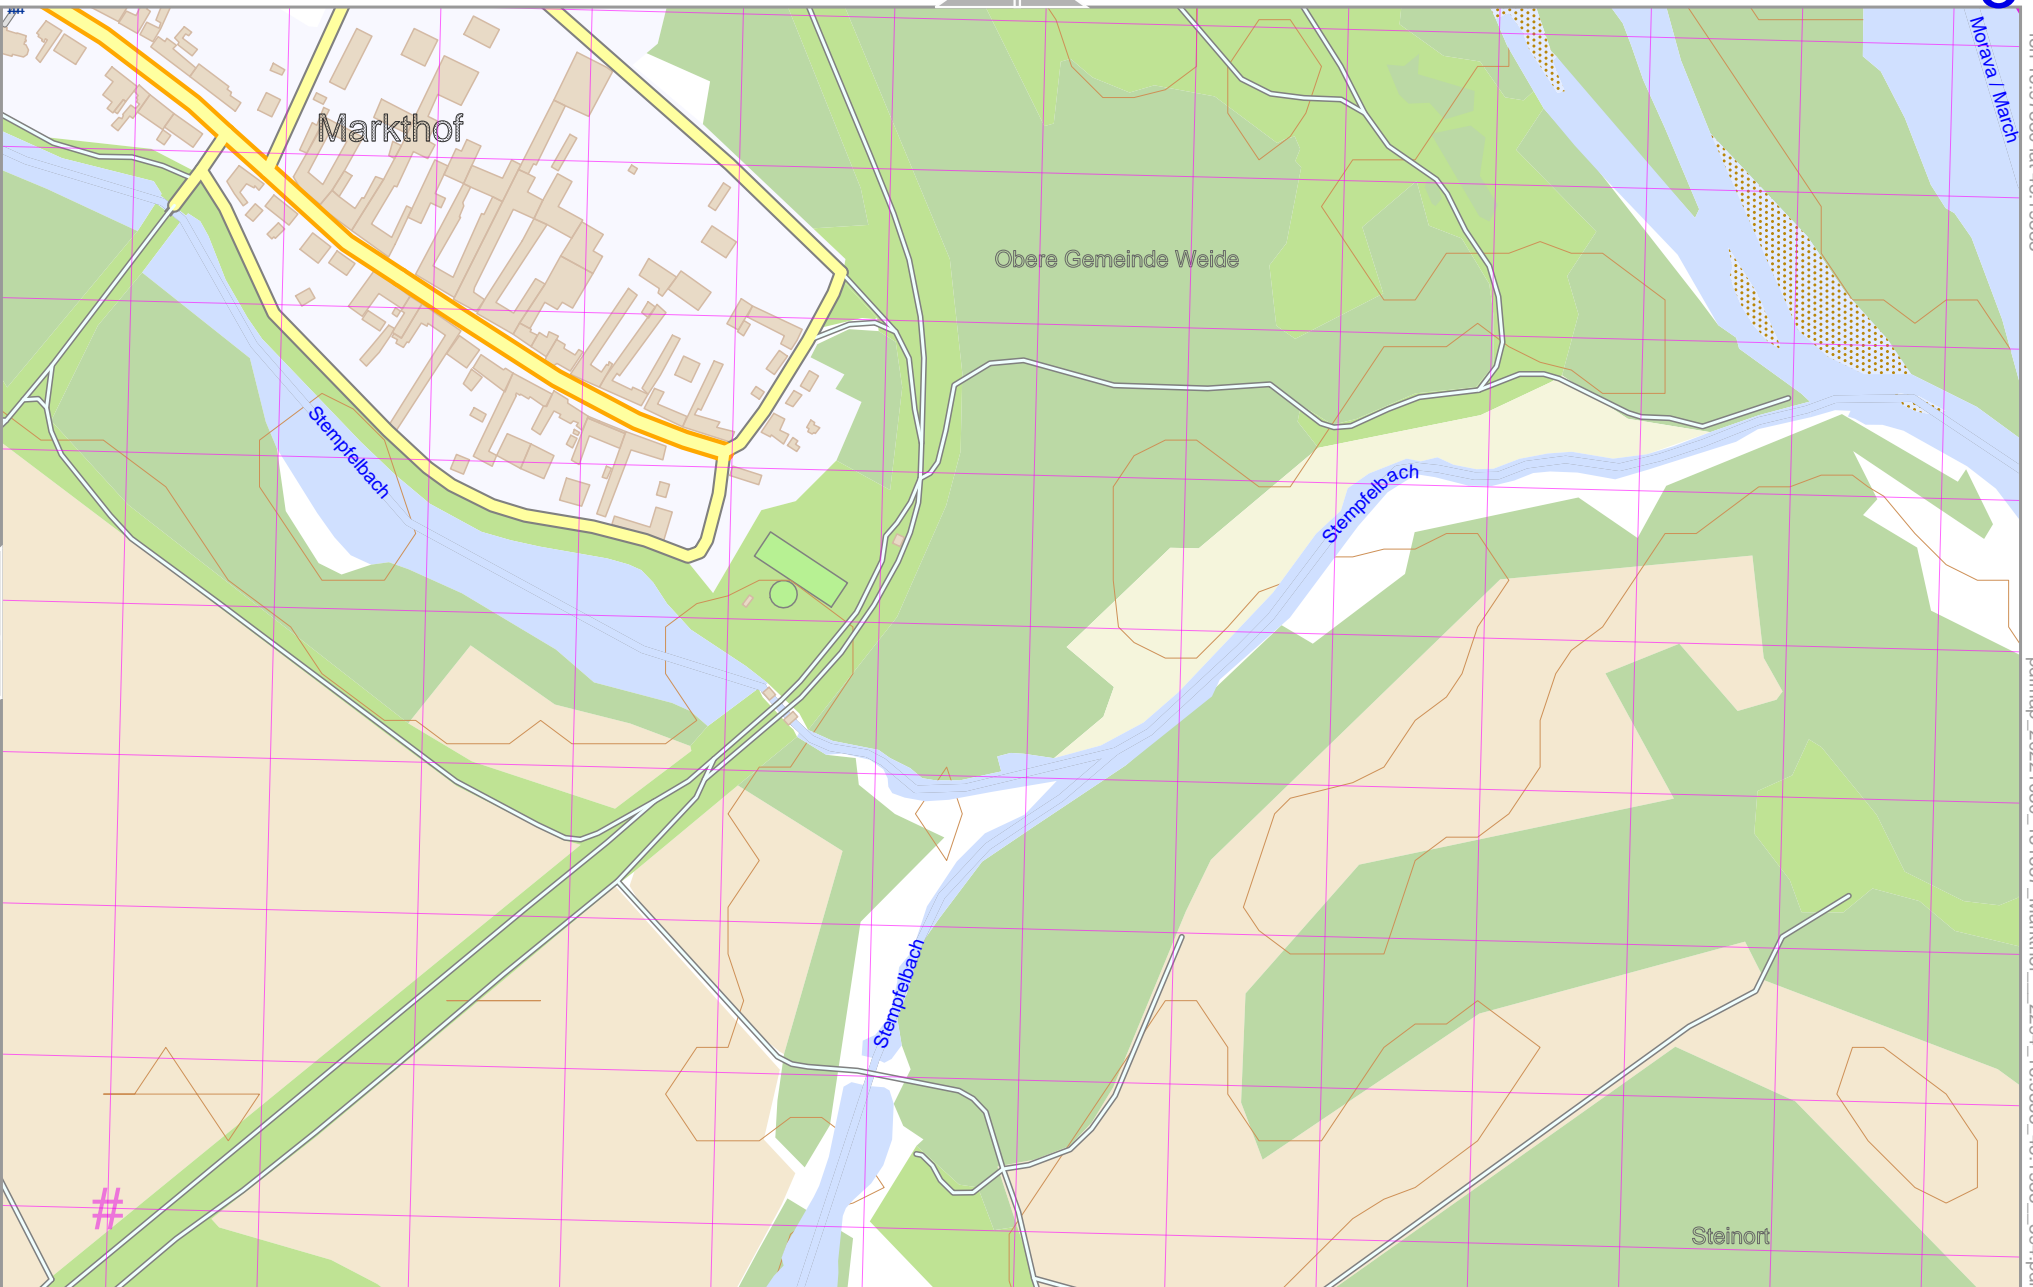 Markthof
Morava / March
Obere Gemeinde Weide
Stempfelbach
Stempfelbach
Stempfelbach
#
Steinort